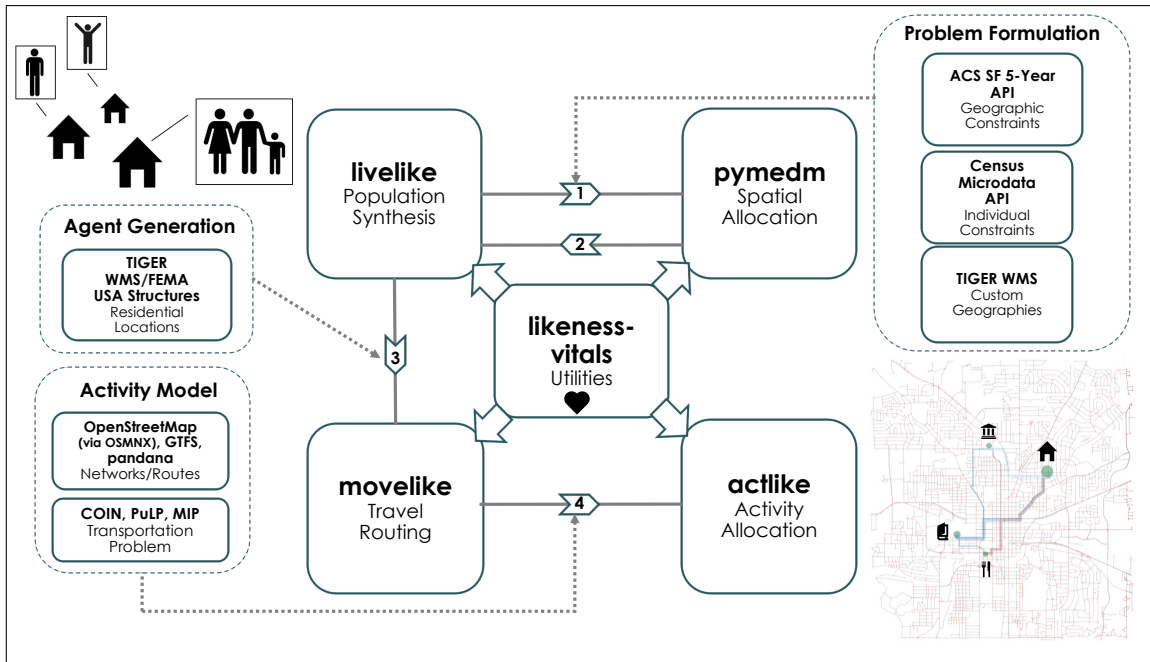 Problem Formulation
ACS SF 5-Year
API
Geographic
Constraints
Census
Microdata
API
Individual
Constraints
TIGER WMS
Custom
Geographies
livelike
Population
Synthesis
1
2
pymedm
Spatial
Allocation
Agent Generation
TIGER
WMS/FEMA
USA Structures
Residential
Locations
3
likeness-
vitals
Utilities
Activity Model
OpenStreetMap
(via OSMNX), GTFS,
pandana
Networks/Routes
COIN, PuLP, MIP
Transportation
Problem
movelike
Travel
Routing
4
actlike
Activity
Allocation